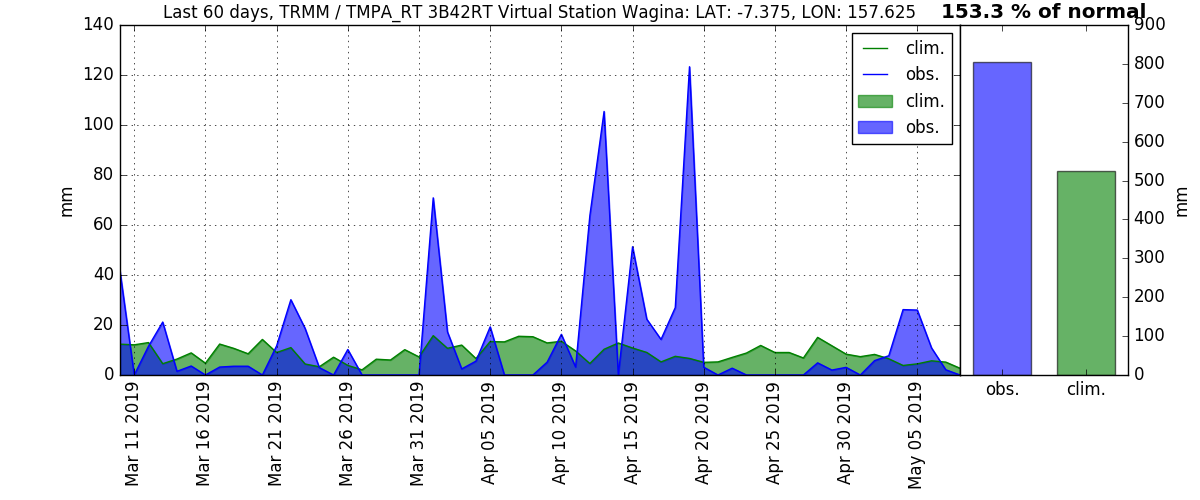 Last 60 days, TRMM / TMPA_RT 3B42RT Virtual Station Wagina: LAT: -7.375, LON: 157.625
153.3 % of normal
140
120
100
80
60
40
20
0
mm
clim.
obs.
clim.
obs.
900
800
700
600
500
400
300
200
100
0
mm
Mar 11 2019
Mar 16 2019
Mar 21 2019
Mar 26 2019
Mar 31 2019
Apr 05 2019
Apr 10 2019
Apr 15 2019
Apr 20 2019
Apr 25 2019
Apr 30 2019
May 05 2019
obs.
clim.